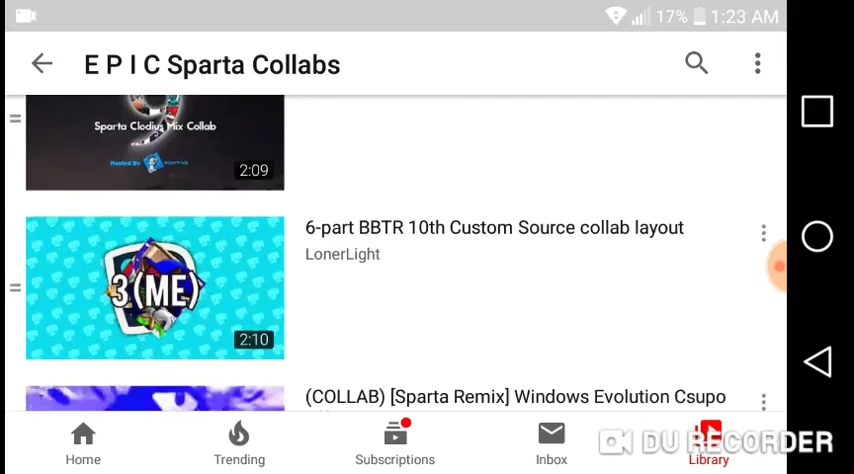 17% 1:23 AM
E P I C Sparta Collabs
Sparta Clodius Mix Collab
Hosted By
2:09
6-part BBTR 10th Custom Source collab layout
LonerLight
3(ME)
2:10
(COLLAB) [Sparta Remix] Windows Evolution Csupo
Home
Trending
Subscriptions
Inbox
Library
DU RECORDER